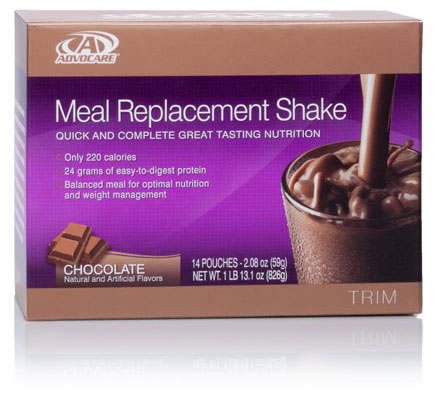 ADVOCARE®
Meal Replacement Shake
QUICK AND COMPLETE GREAT TASTING NUTRITION
Only 220 calories
24 grams of easy-to-digest protein
Balanced meal for optimal nutrition
and weight management
CHOCOLATE
Natural and Artificial Flavors
14 POUCHES - 2.08 oz (59g)
NET WT. 1 LB 13.1 oz (826g)
TRIM